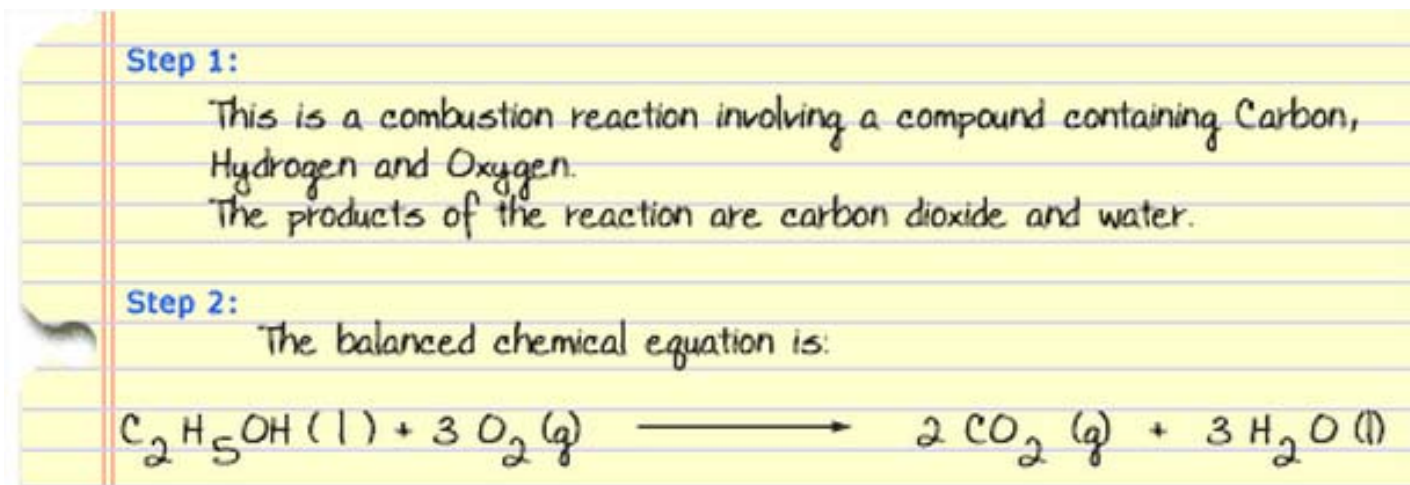 Step 1:
This is a combustion reaction involving a compound containing Carbon,
Hydrogen and Oxygen.
The products of the reaction are carbon dioxide and water.
Step 2:
The balanced chemical equation is:
C₂H₅OH (l) + 3 O₂ (g) ⟶ 2 CO₂ (g) + 3 H₂O (l)